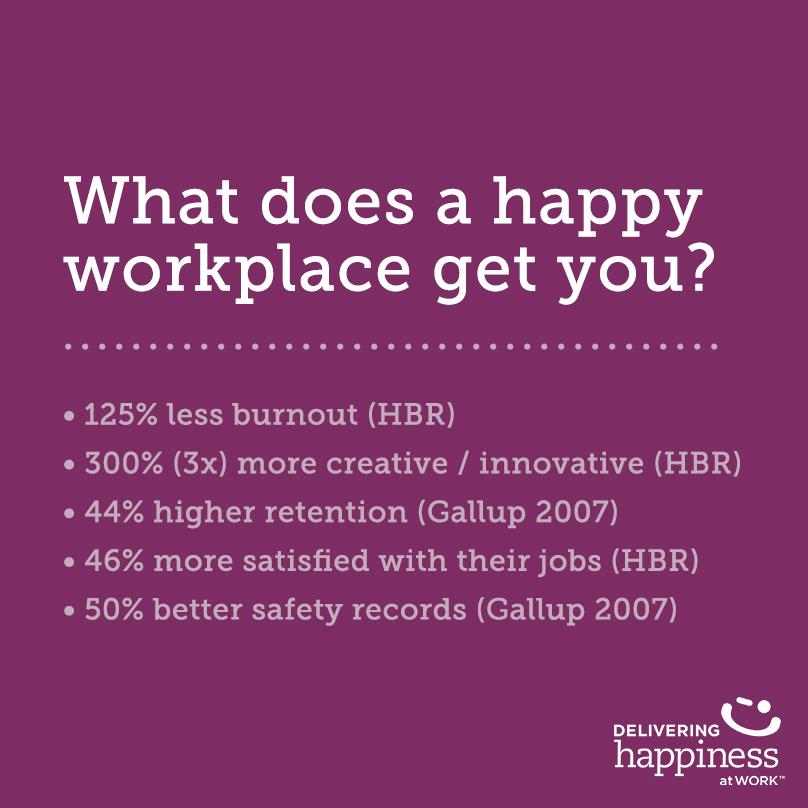 What does a happy
workplace get you?
• 125% less burnout (HBR)
• 300% (3x) more creative / innovative (HBR)
• 44% higher retention (Gallup 2007)
• 46% more satisfied with their jobs (HBR)
• 50% better safety records (Gallup 2007)
DELIVERING
happiness
at WORK™